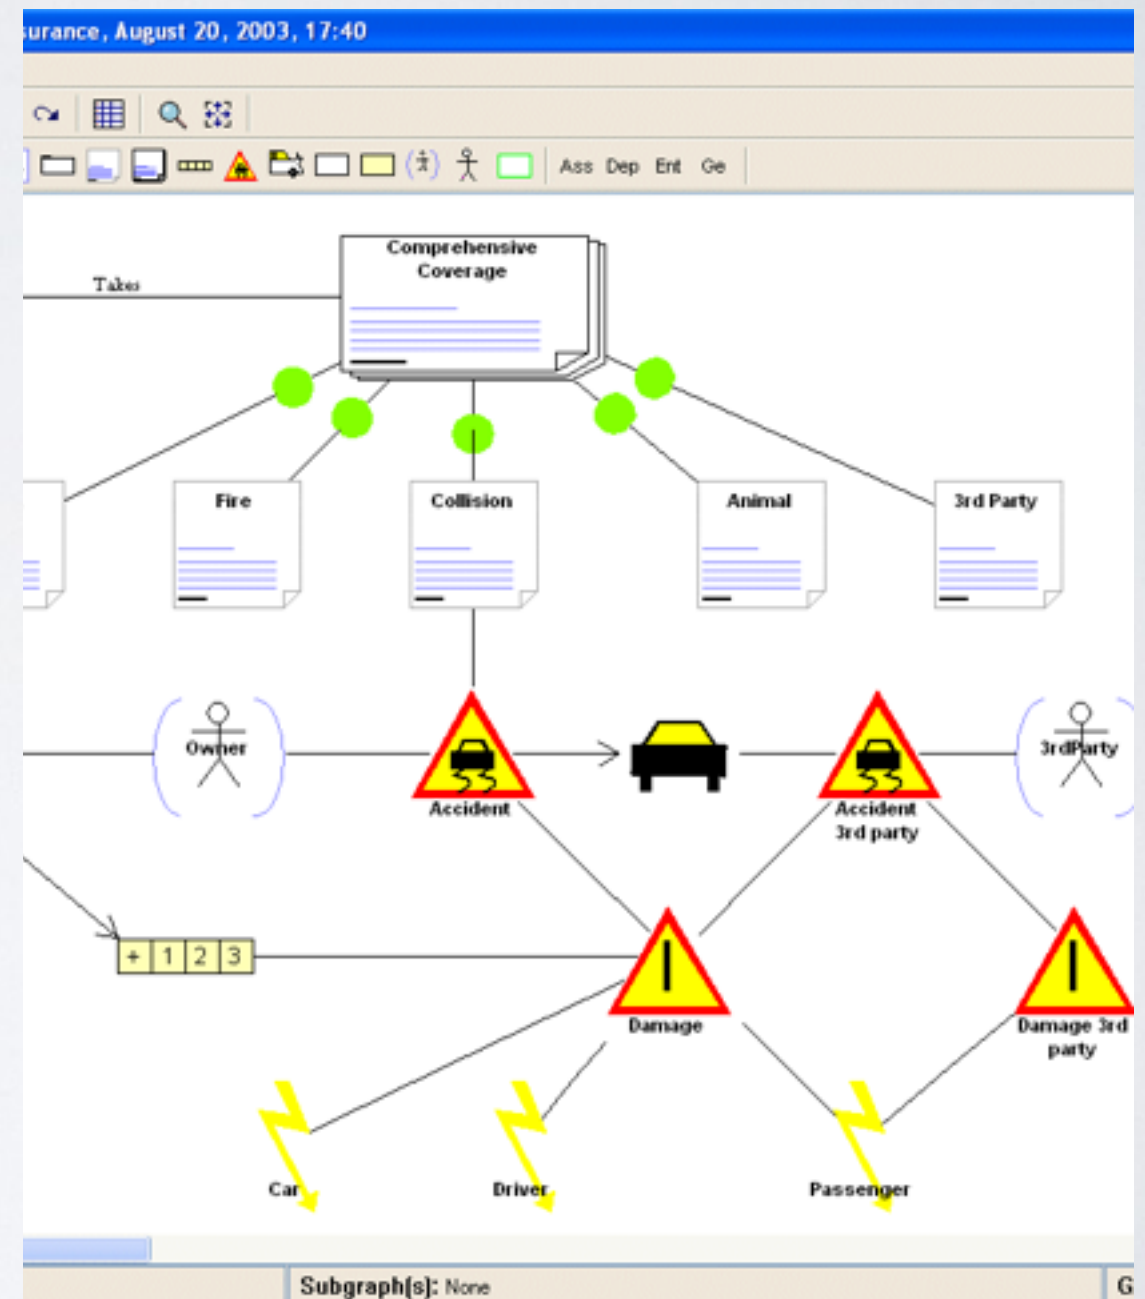 surance, August 20, 2003, 17:40
Ass Dep Ent Ge
Comprehensive
Coverage
Takes
Fire
Collision
Animal
3rd Party
Owner
3rdParty
Accident
Accident
3rd party
+ 1 2 3
Damage
Damage 3rd
party
Car
Driver
Passenger
Subgraph(s): None
G